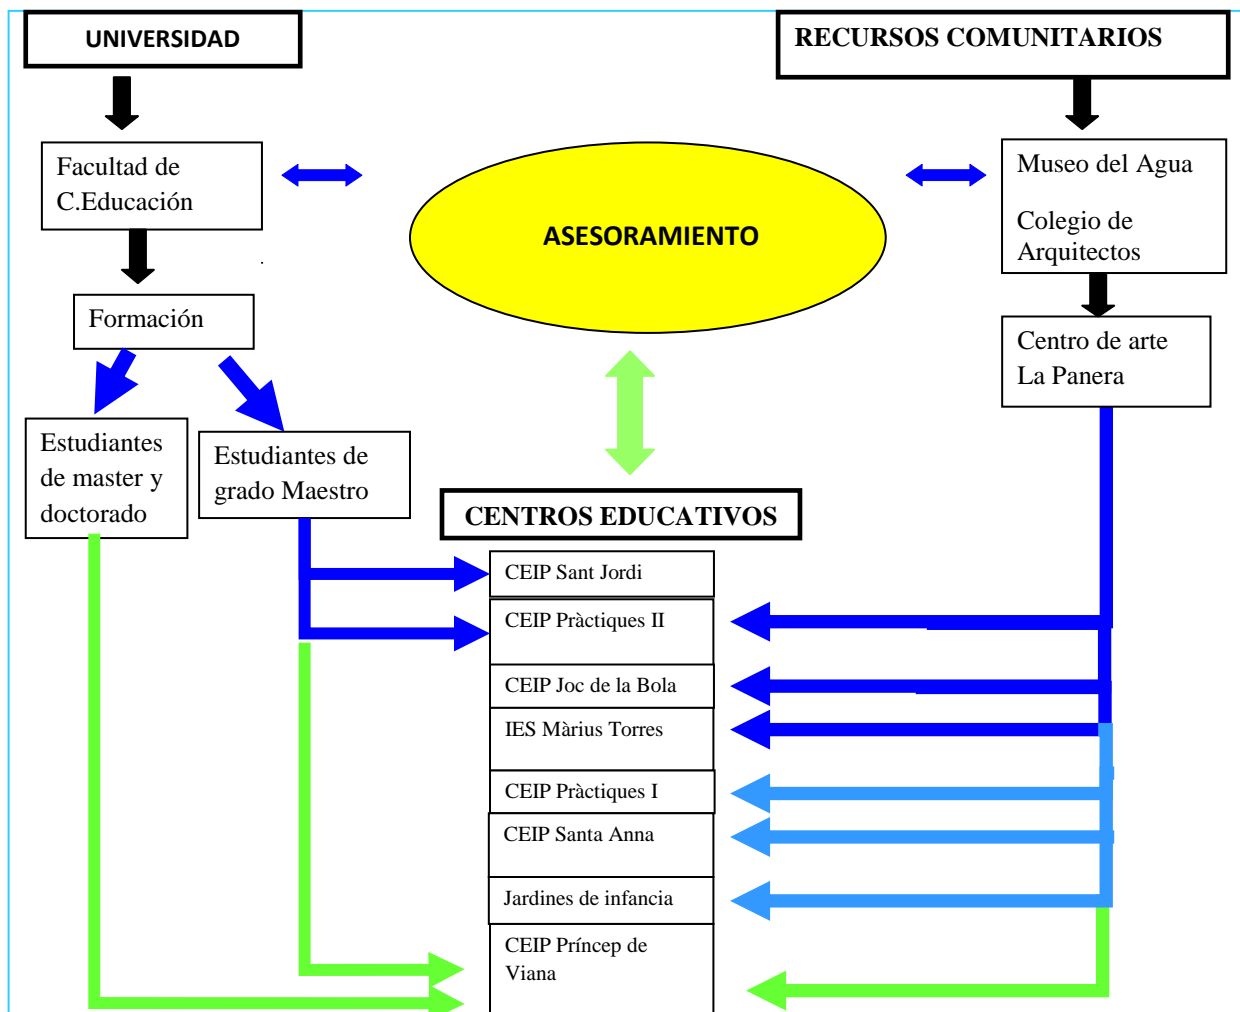 UNIVERSIDAD
RECURSOS COMUNITARIOS
Facultad de
C.Educación
ASESORAMIENTO
Museo del Agua
Colegio de
Arquitectos
Formación
Centro de arte
La Panera
Estudiantes
de master y
doctorado
Estudiantes de
grado Maestro
CENTROS EDUCATIVOS
CEIP Sant Jordi
CEIP Pràctiques II
CEIP Joc de la Bola
IES Màrius Torres
CEIP Pràctiques I
CEIP Santa Anna
Jardines de infancia
CEIP Príncep de
Viana